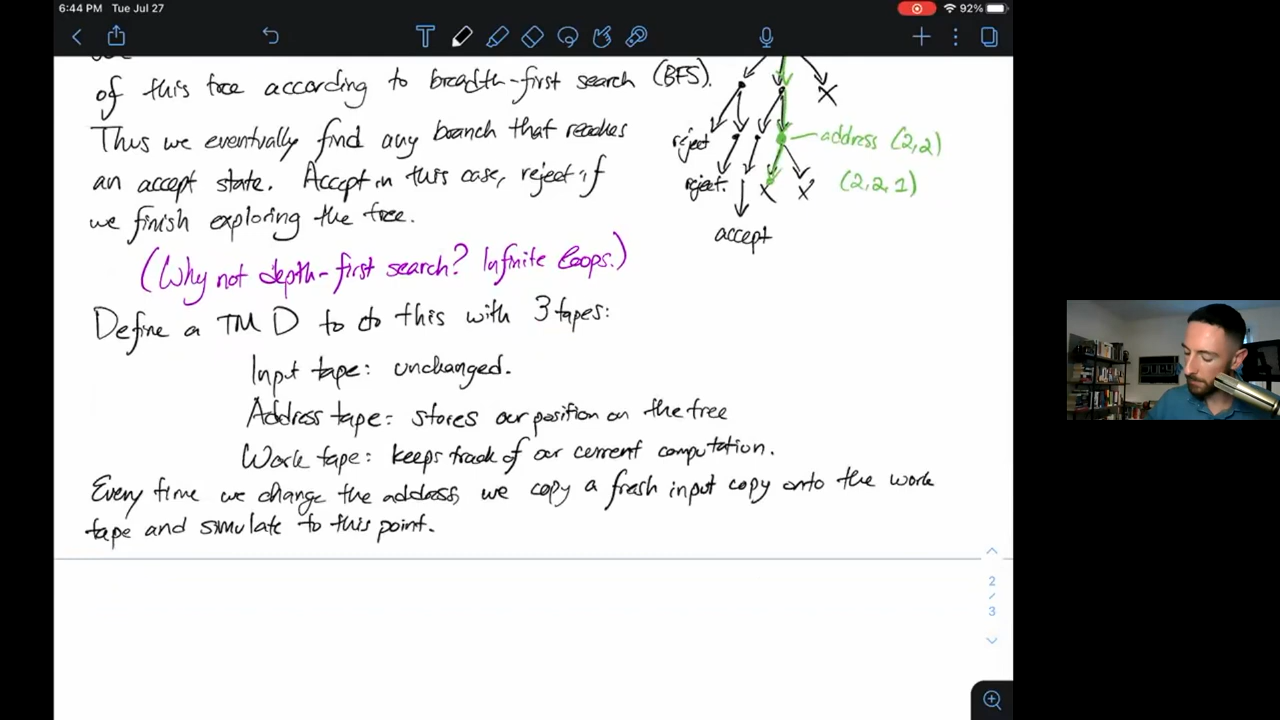 6:44 PM Tue Jul 27
92%
of this tree according to breadth-first search (BFS).
Thus we eventually find any branch that reaches
an accept state. Accept in this case, reject if
we finish exploring the tree.
reject
reject.
accept
address (2,2)
(2,2,1)
(Why not depth-first search? Infinite loops.)
Define a TM D to do this with 3 tapes:
Input tape: unchanged.
Address tape: stores our position on the tree
Work tape: keeps track of our current computation.
Every time we change the address, we copy a fresh input copy onto the work
tape and simulate to this point.
2
/
3